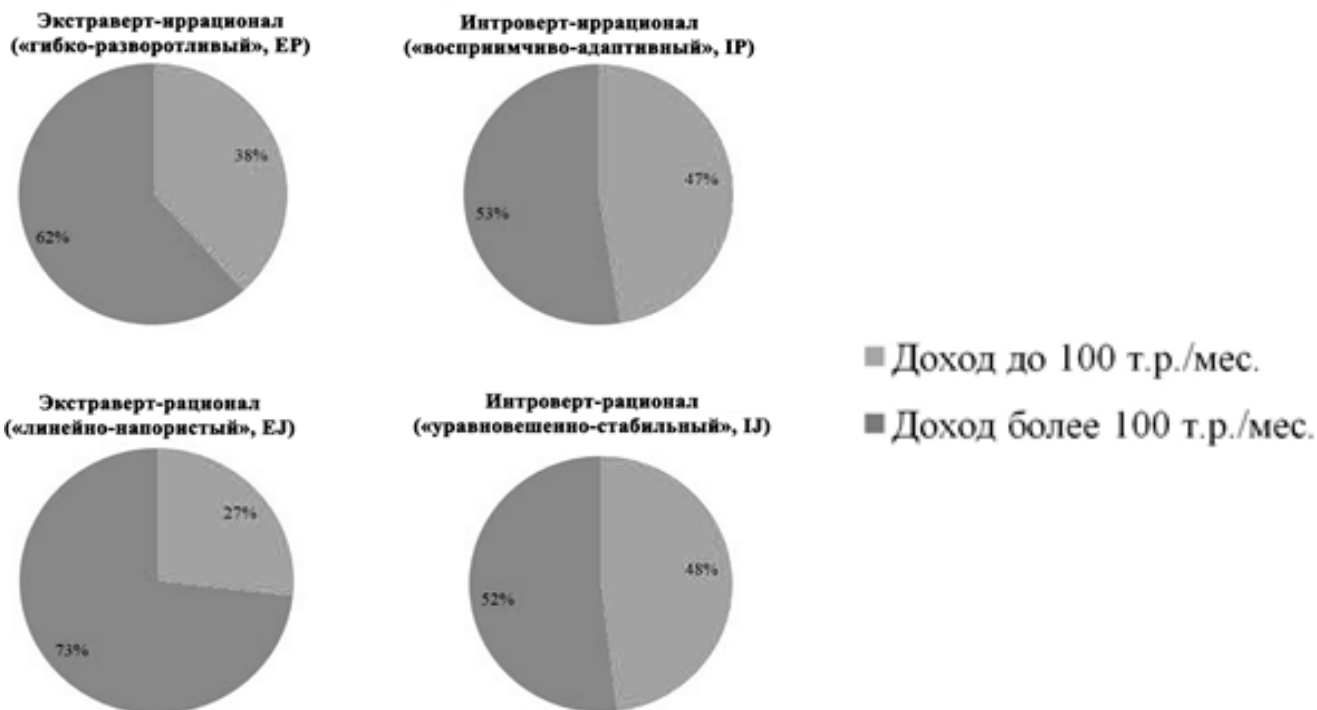 Экстраверт-иррационал
(«гибко-разворотливый», EP)
38%
62%
Интроверт-иррационал
(«восприимчиво-адаптивный», IP)
47%
53%
Экстраверт-рационал
(«линейно-напористый», EJ)
27%
73%
Интроверт-рационал
(«уравновешенно-стабильный», IJ)
48%
52%
Доход до 100 т.р./мес.
Доход более 100 т.р./мес.